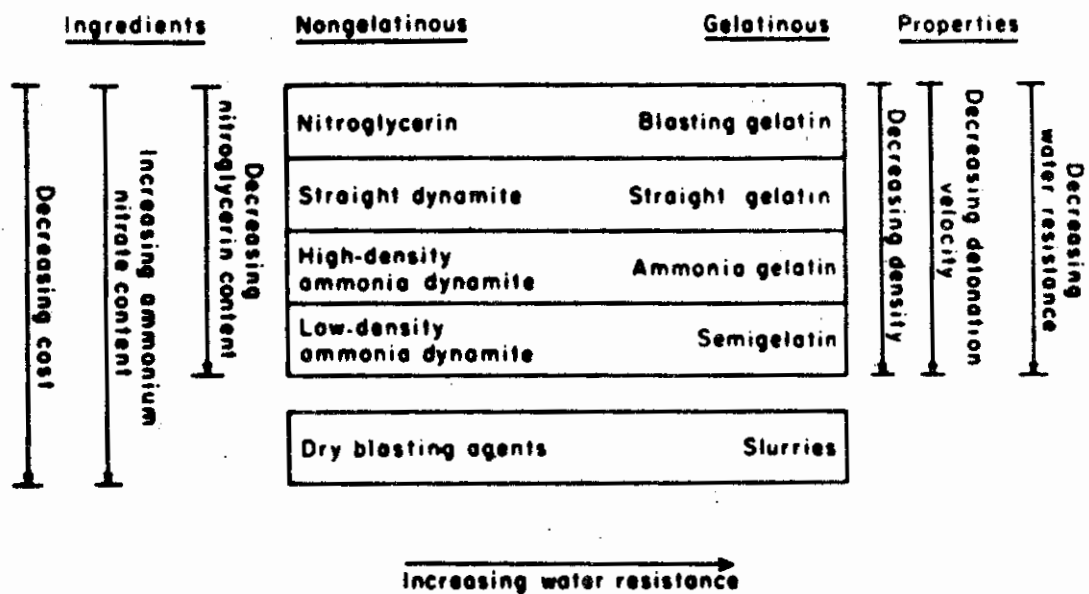 Ingredients
Nongelatinous
Gelatinous
Properties
Decreasing cost
Increasing ammonium
nitrate content
Decreasing
nitroglycerin content
Nitroglycerin
Blasting gelatin
Straight dynamite
Straight gelatin
High-density
ammonia dynamite
Ammonia gelatin
Low-density
ammonia dynamite
Semigelatin
Dry blasting agents
Slurries
Decreasing density
Decreasing detonation
velocity
Decreasing
water resistance
Increasing water resistance